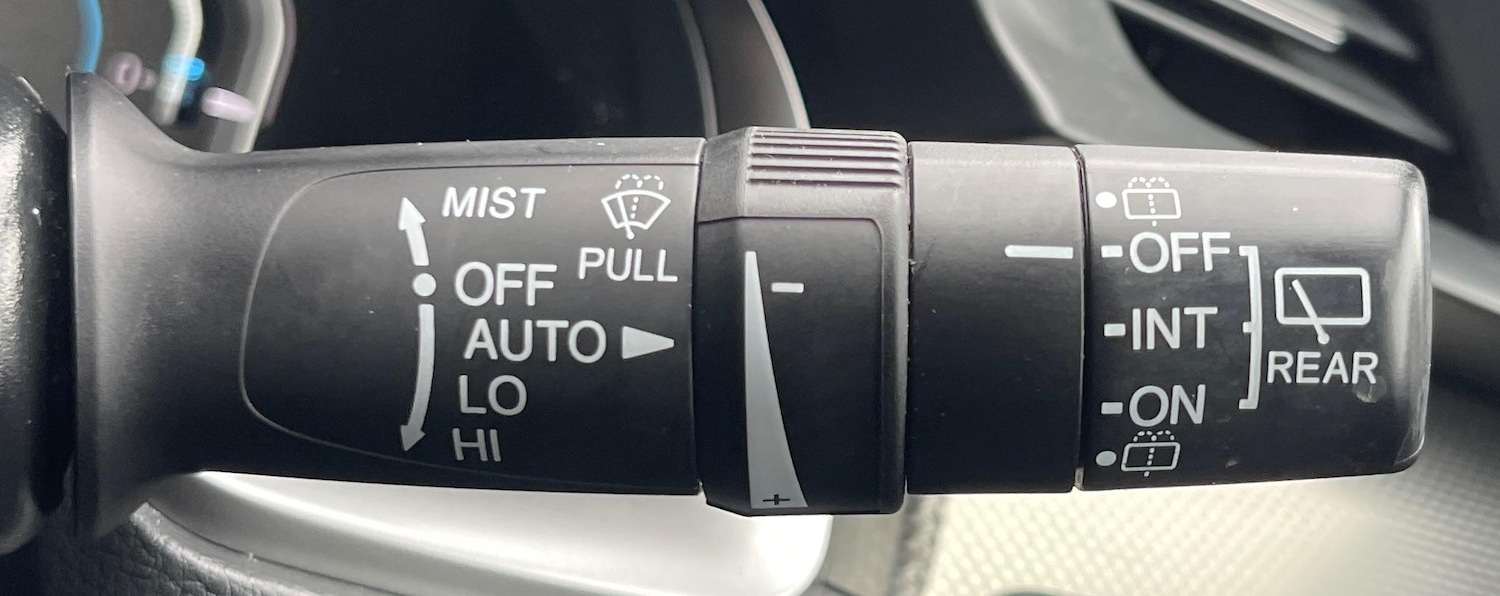 MIST
PULL
OFF
AUTO
LO
HI
-
+
OFF
INT
ON
REAR